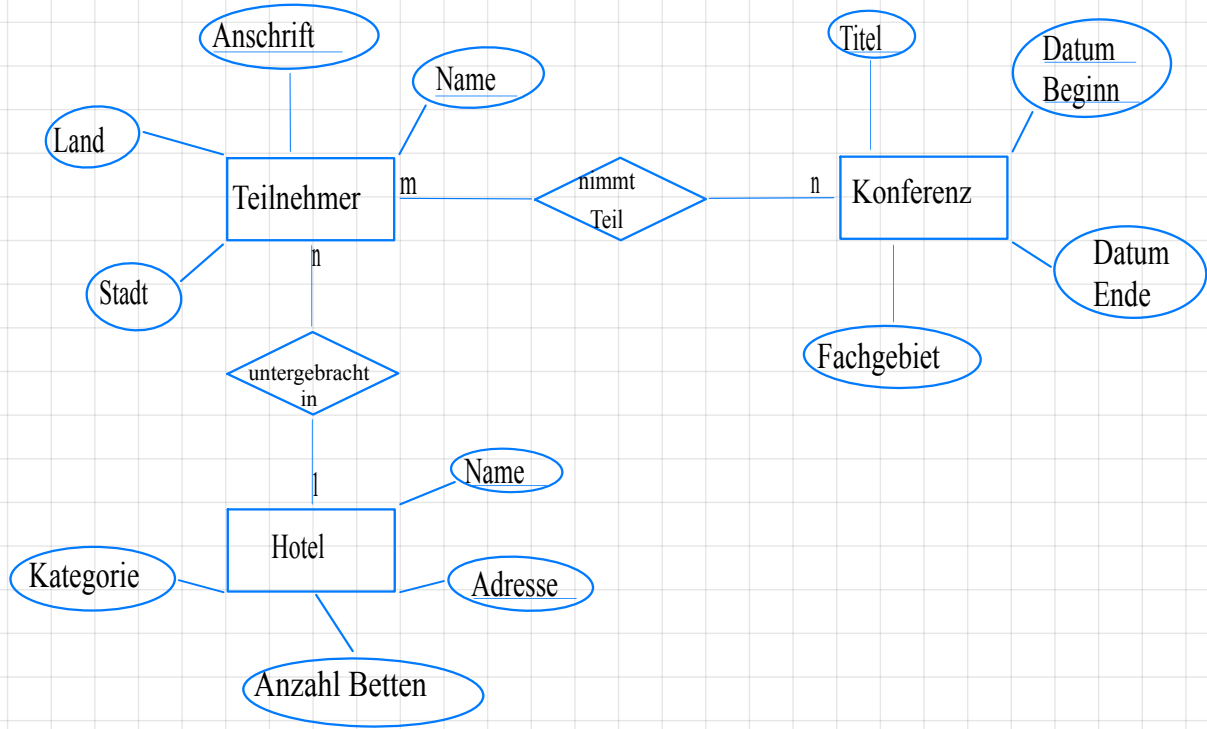 Anschrift
Titel
Datum
Beginn
Name
Land
Teilnehmer
m
nimmt
Teil
n
Konferenz
n
Stadt
Datum
Ende
Fachgebiet
untergebracht
in
1
Name
Hotel
Kategorie
Adresse
Anzahl Betten